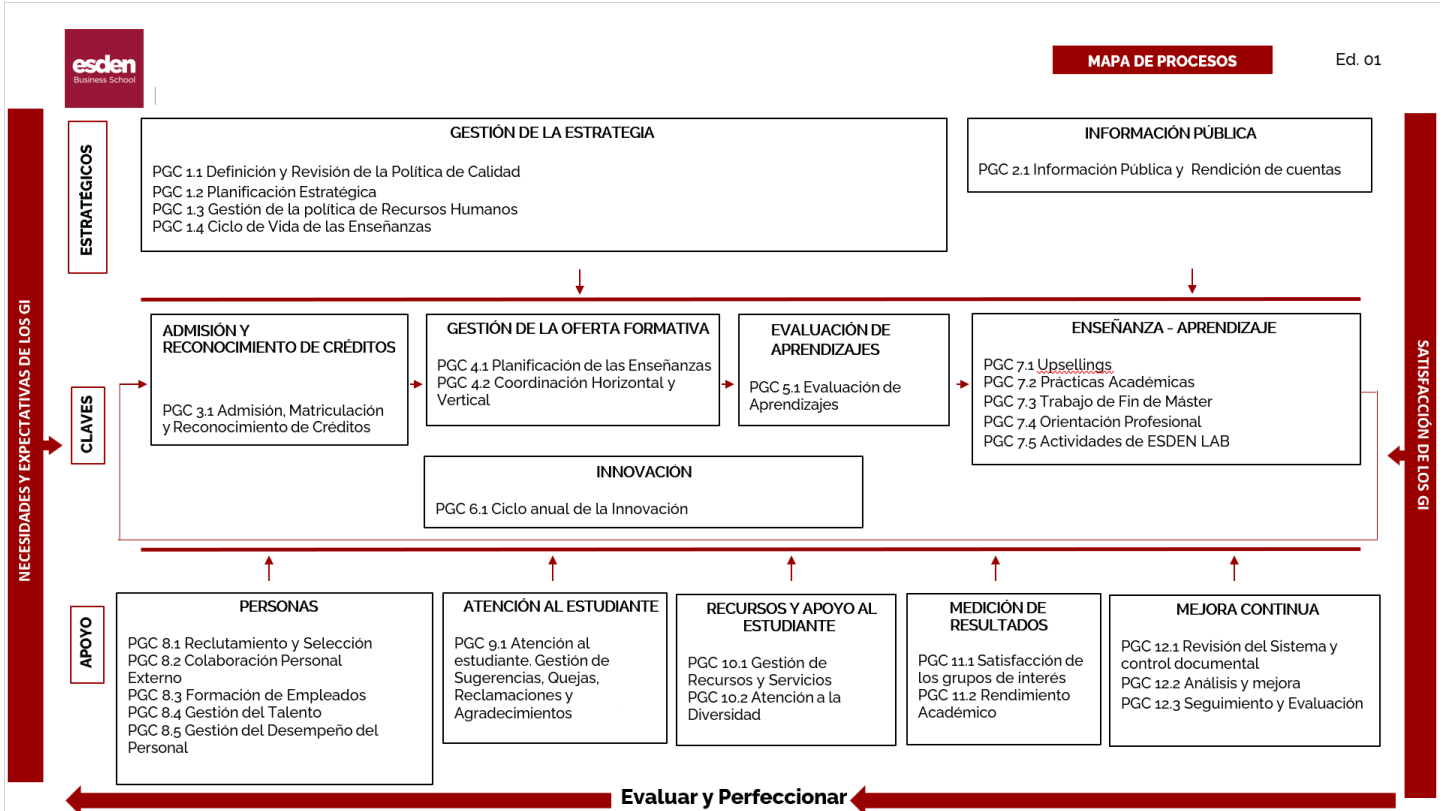 esden
Business School
MAPA DE PROCESOS
Ed. 01
NECESIDADES Y EXPECTATIVAS DE LOS GI
SATISFACCIÓN DE LOS GI
ESTRATÉGICOS
GESTIÓN DE LA ESTRATEGIA
PGC 1.1 Definición y Revisión de la Política de Calidad
PGC 1.2 Planificación Estratégica
PGC 1.3 Gestión de la política de Recursos Humanos
PGC 1.4 Ciclo de Vida de las Enseñanzas
INFORMACIÓN PÚBLICA
PGC 2.1 Información Pública y Rendición de cuentas
CLAVES
ADMISIÓN Y
RECONOCIMIENTO DE CRÉDITOS
PGC 3.1 Admisión, Matriculación
y Reconocimiento de Créditos
GESTIÓN DE LA OFERTA FORMATIVA
PGC 4.1 Planificación de las Enseñanzas
PGC 4.2 Coordinación Horizontal y
Vertical
EVALUACIÓN DE
APRENDIZAJES
PGC 5.1 Evaluación de
Aprendizajes
ENSEÑANZA - APRENDIZAJE
PGC 7.1 Upsellings
PGC 7.2 Prácticas Académicas
PGC 7.3 Trabajo de Fin de Máster
PGC 7.4 Orientación Profesional
PGC 7.5 Actividades de ESDEN LAB
INNOVACIÓN
PGC 6.1 Ciclo anual de la Innovación
APOYO
PERSONAS
PGC 8.1 Reclutamiento y Selección
PGC 8.2 Colaboración Personal
Externo
PGC 8.3 Formación de Empleados
PGC 8.4 Gestión del Talento
PGC 8.5 Gestión del Desempeño del
Personal
ATENCIÓN AL ESTUDIANTE
PGC 9.1 Atención al
estudiante. Gestión de
Sugerencias, Quejas,
Reclamaciones y
Agradecimientos
RECURSOS Y APOYO AL
ESTUDIANTE
PGC 10.1 Gestión de
Recursos y Servicios
PGC 10.2 Atención a la
Diversidad
MEDICIÓN DE
RESULTADOS
PGC 11.1 Satisfacción de
los grupos de interés
PGC 11.2 Rendimiento
Académico
MEJORA CONTINUA
PGC 12.1 Revisión del Sistema y
control documental
PGC 12.2 Análisis y mejora
PGC 12.3 Seguimiento y Evaluación
Evaluar y Perfeccionar